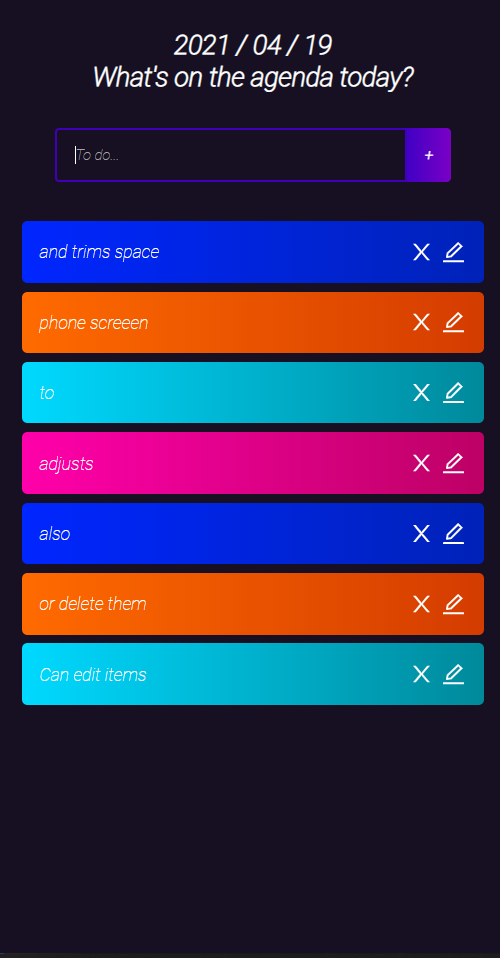 2021 / 04 / 19
What's on the agenda today?
To do...
+
and trims space
phone screeen
to
adjusts
also
or delete them
Can edit items